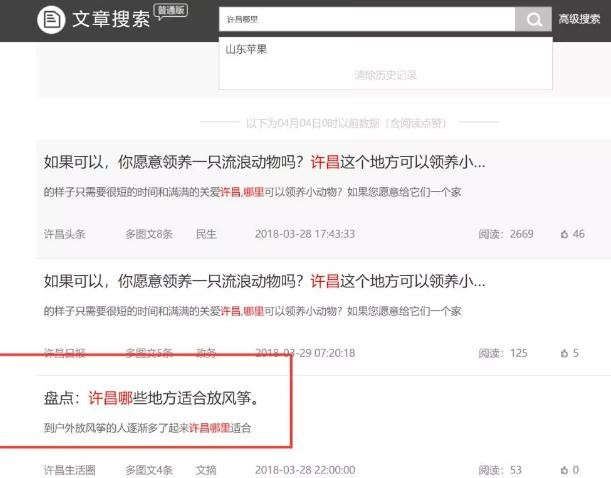 文章搜索 普通版 许昌哪里 高级搜索
山东苹果
清除历史记录
以下为04月04日0时以前数据（含阅读点赞）
如果可以，你愿意领养一只流浪动物吗？许昌这个地方可以领养小...
的样子只需要很短的时间和满满的关爱许昌,哪里可以领养小动物？如果您愿意给它们一个家
许昌头条 多图文8条 民生 2018-03-28 17:43:33 阅读：2669 46
如果可以，你愿意领养一只流浪动物吗？许昌这个地方可以领养小...
的样子只需要很短的时间和满满的关爱许昌,哪里可以领养小动物？如果您愿意给它们一个家
许昌日报 多图文5条 政务 2018-03-29 07:20:18 阅读：125 5
盘点：许昌哪些地方适合放风筝。
到户外放风筝的人逐渐多了起来许昌哪里适合
许昌生活圈 多图文4条 文摘 2018-03-28 22:00:00 阅读：53 0